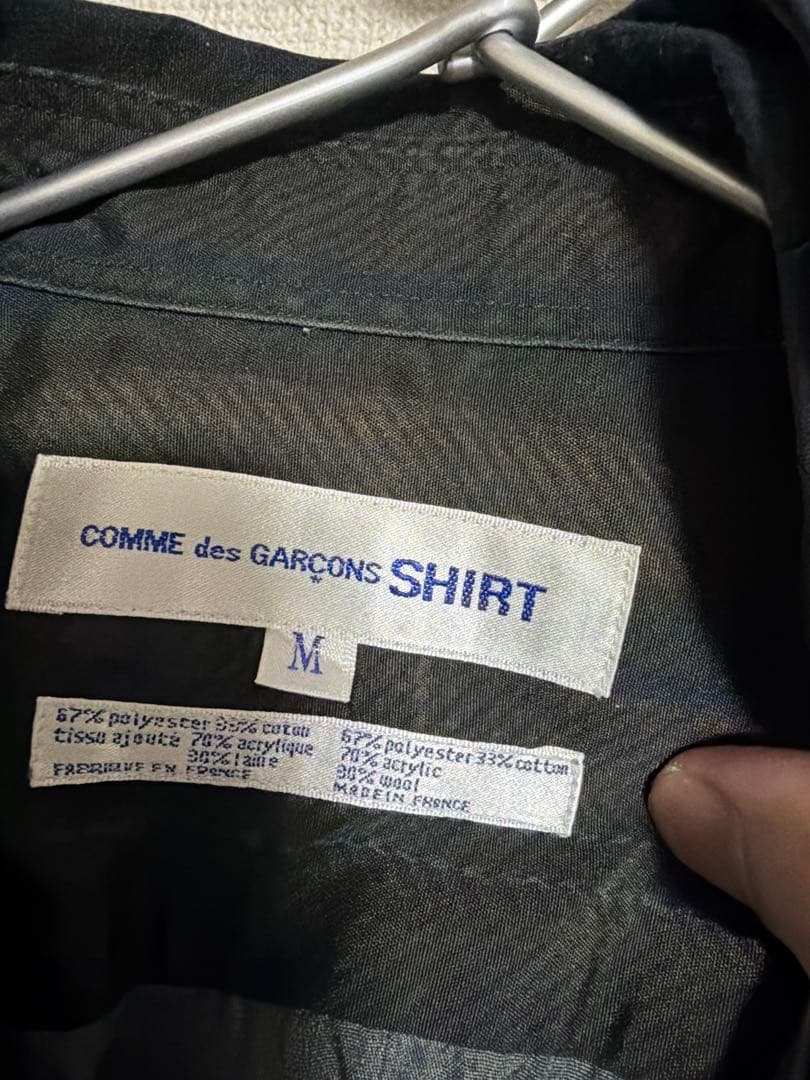 COMME des GARÇONS SHIRT
M
67% polyester 33% coton
tissu ajouté 70% acrylique
30% laine
FABRIQUE EN FRANCE
67% polyester 33% cotton
70% acrylic
30% wool
MADE IN FRANCE